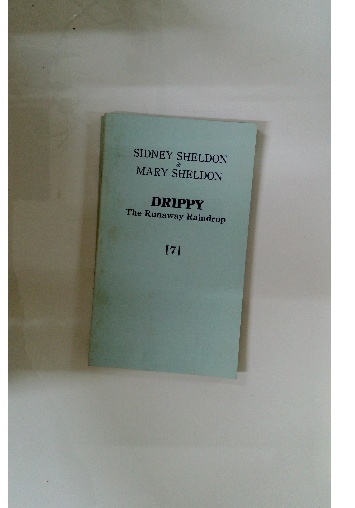 SIDNEY SHELDON
&
MARY SHELDON
DRIPPY
The Runaway Raindrop
[7]